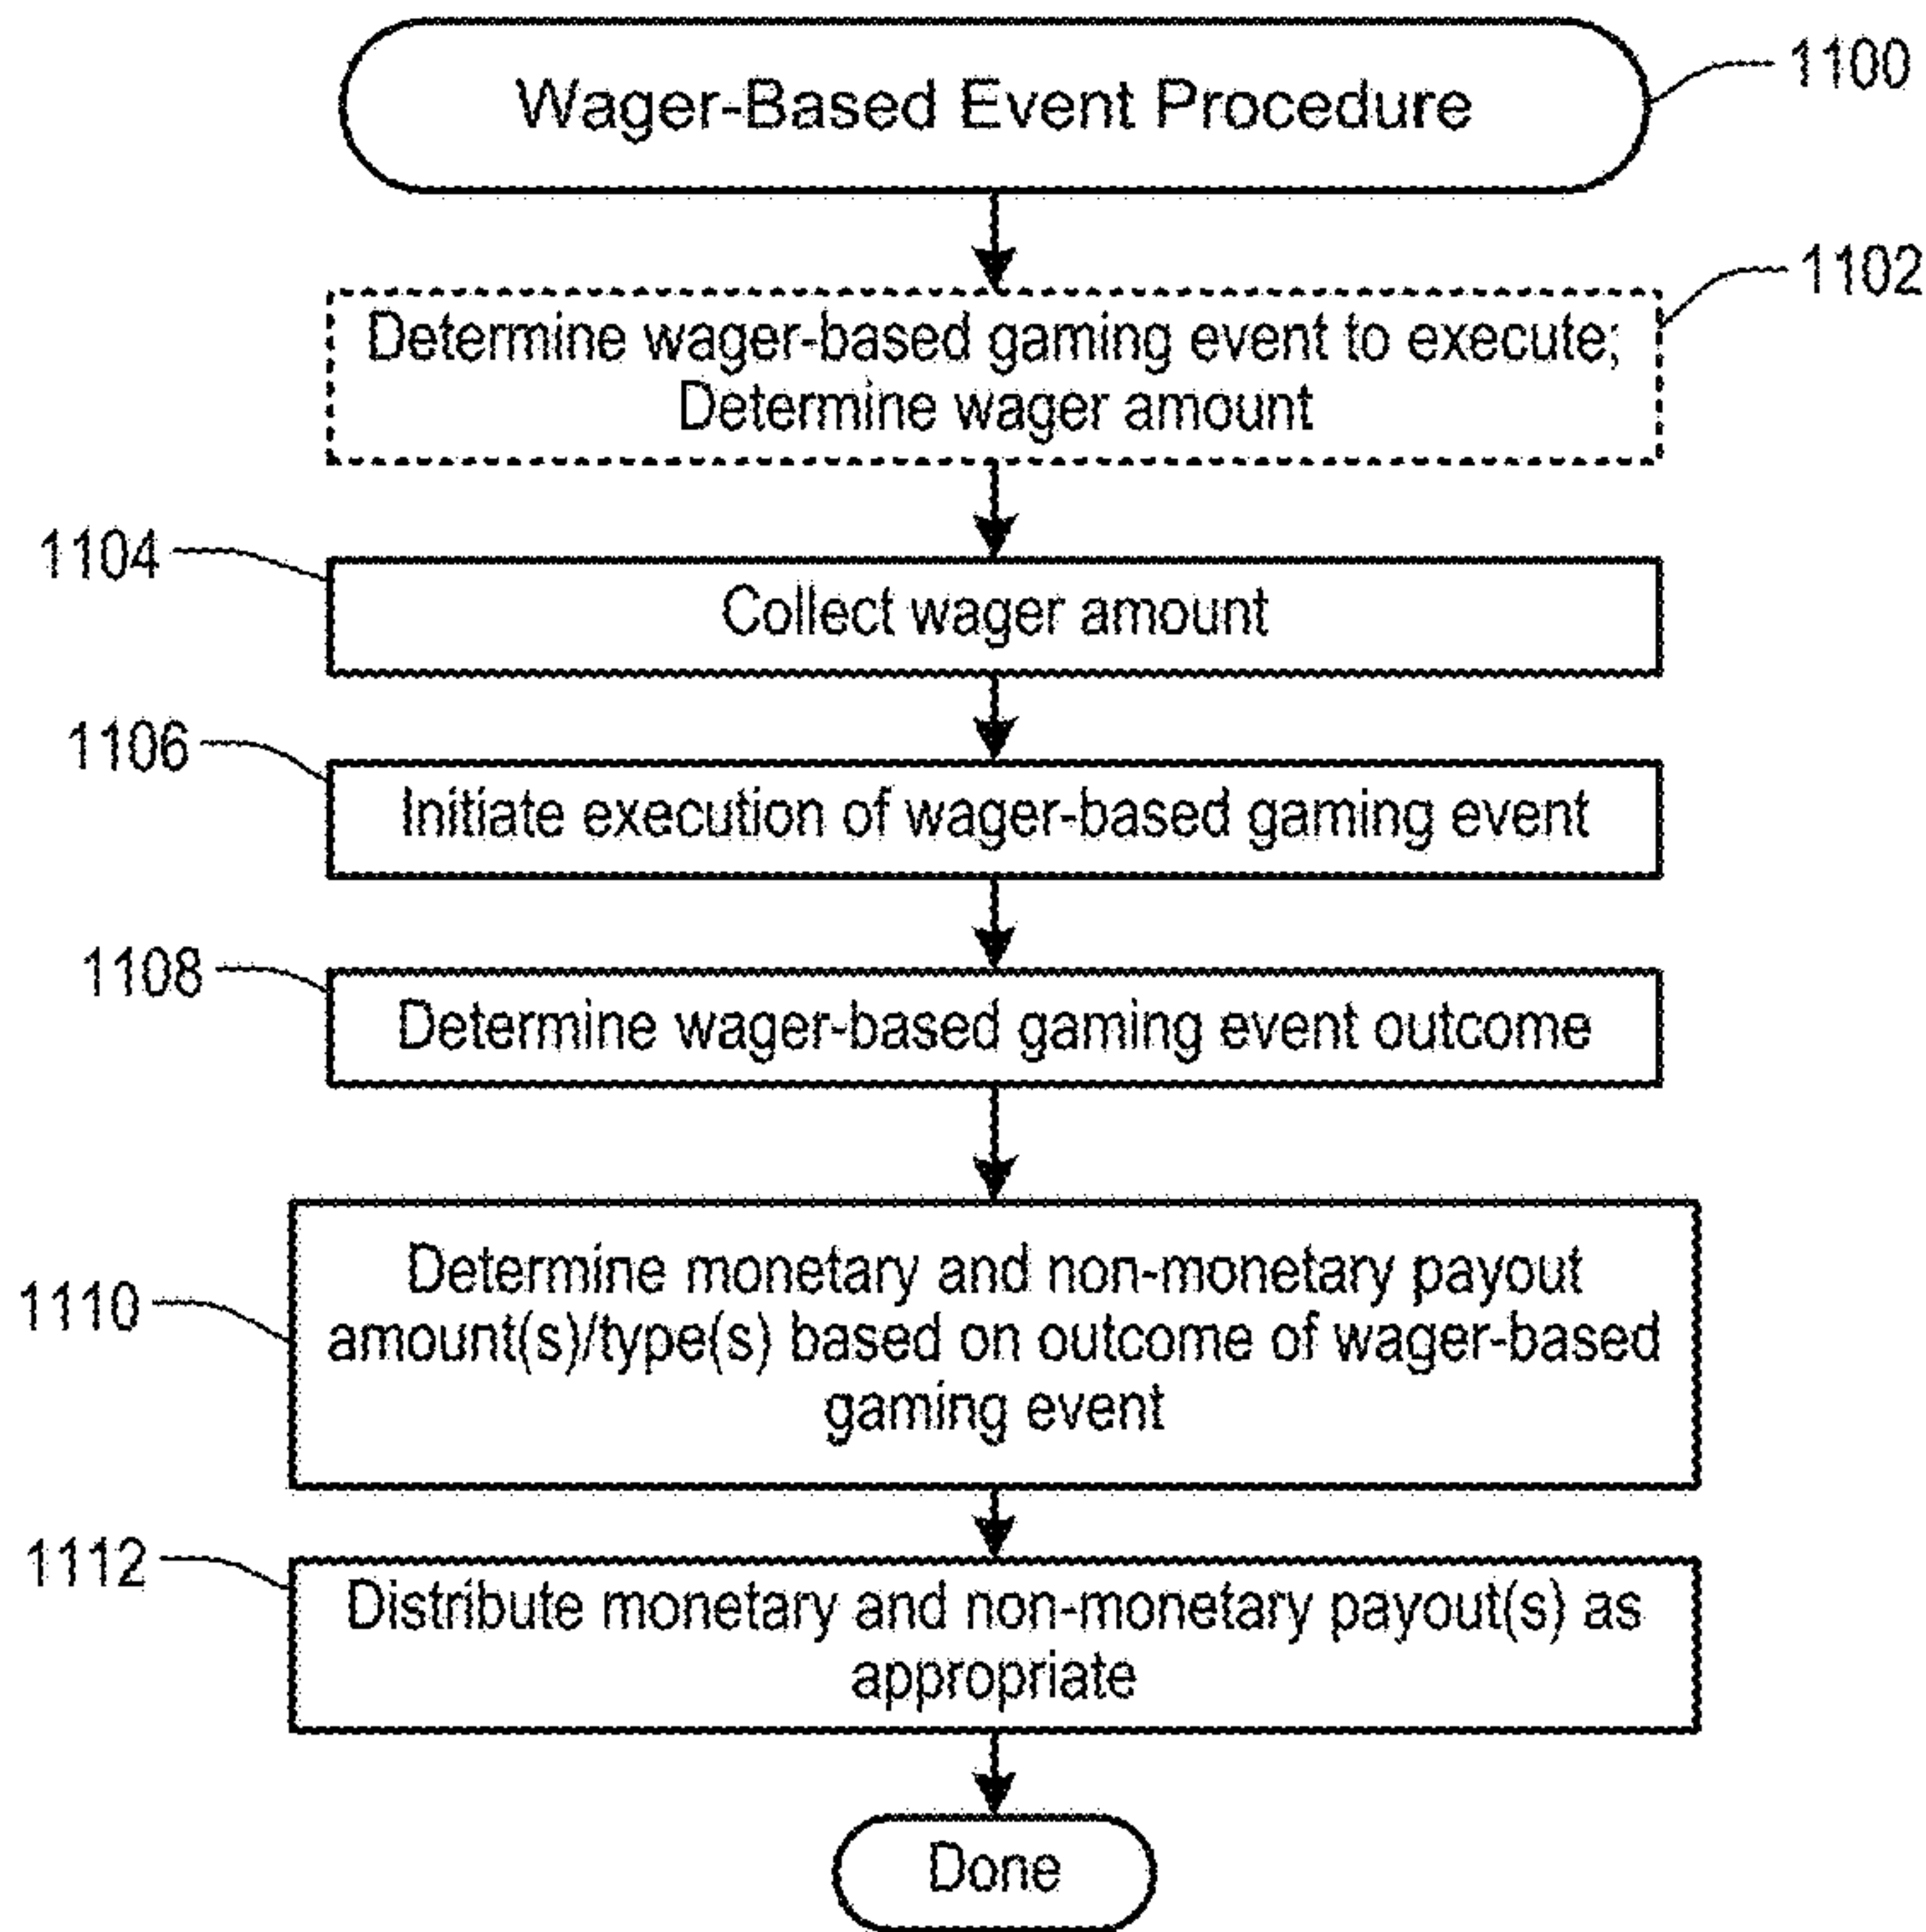 Wager-Based Event Procedure
1100
1102
Determine wager-based gaming event to execute;
Determine wager amount
1104
Collect wager amount
1106
Initiate execution of wager-based gaming event
1108
Determine wager-based gaming event outcome
1110
Determine monetary and non-monetary payout
amount(s)/type(s) based on outcome of wager-based
gaming event
1112
Distribute monetary and non-monetary payout(s) as
appropriate
Done